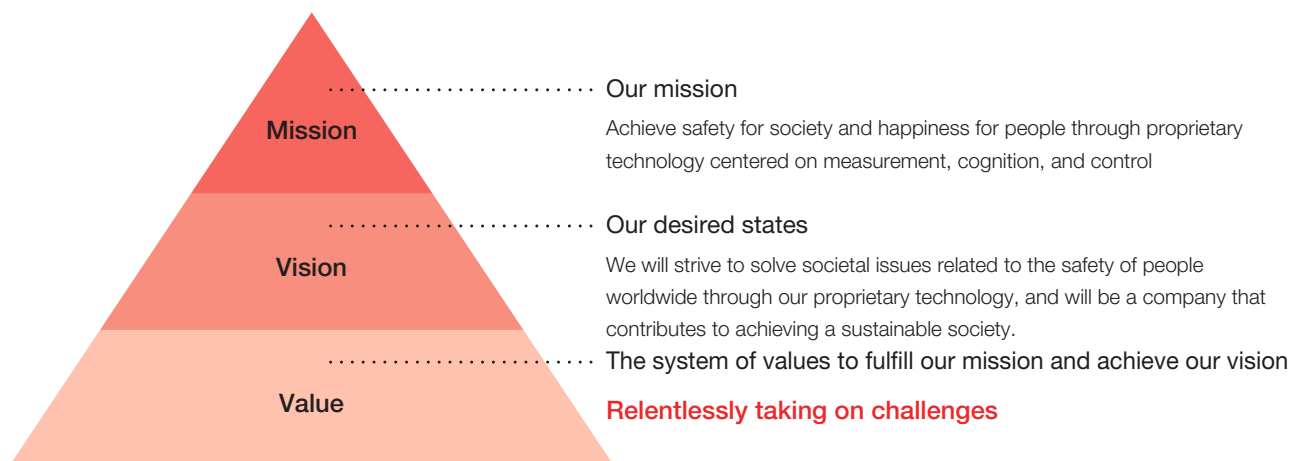 Our mission
Mission
Achieve safety for society and happiness for people through proprietary
technology centered on measurement, cognition, and control
Our desired states
Vision
We will strive to solve societal issues related to the safety of people
worldwide through our proprietary technology, and will be a company that
contributes to achieving a sustainable society.
The system of values to fulfill our mission and achieve our vision
Value
Relentlessly taking on challenges